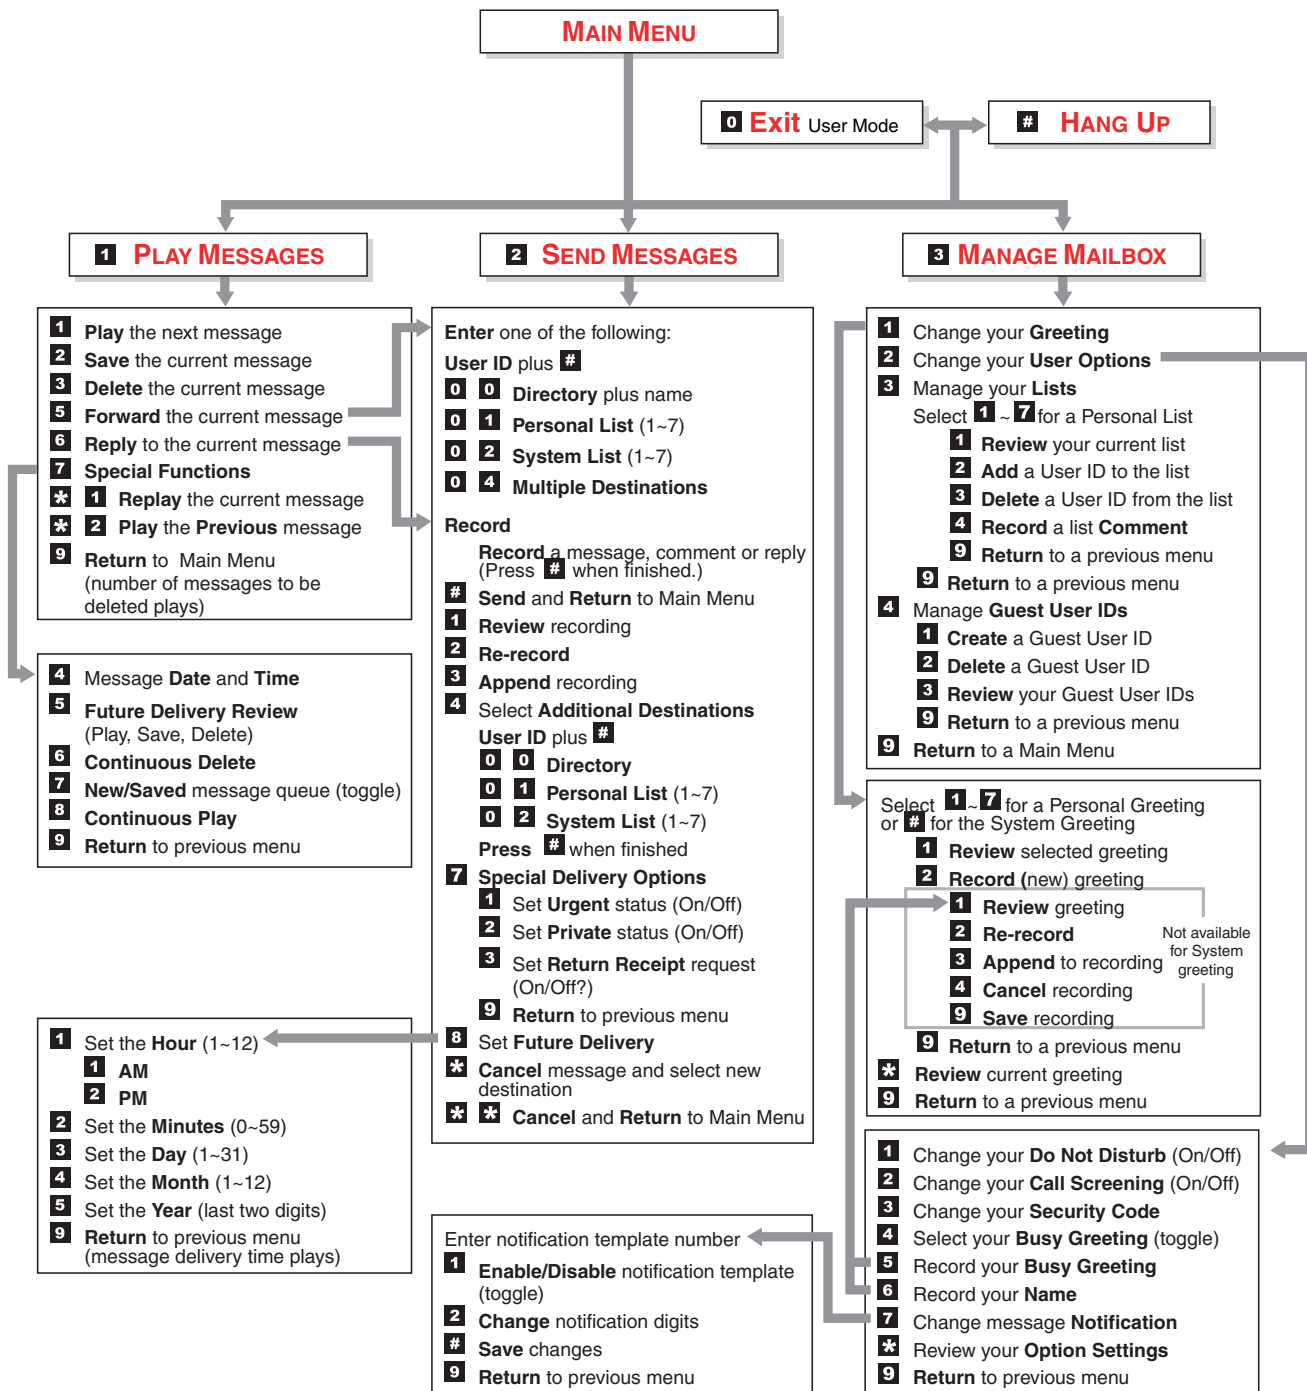 MAIN MENU
0 Exit User Mode
# HANG UP
1 PLAY MESSAGES
2 SEND MESSAGES
3 MANAGE MAILBOX
1 Play the next message
2 Save the current message
3 Delete the current message
5 Forward the current message
6 Reply to the current message
7 Special Functions
* 1 Replay the current message
* 2 Play the Previous message
9 Return to Main Menu
(number of messages to be
deleted plays)
4 Message Date and Time
5 Future Delivery Review
(Play, Save, Delete)
6 Continuous Delete
7 New/Saved message queue (toggle)
8 Continuous Play
9 Return to previous menu
1 Set the Hour (1~12)
1 AM
2 PM
2 Set the Minutes (0~59)
3 Set the Day (1~31)
4 Set the Month (1~12)
5 Set the Year (last two digits)
9 Return to previous menu
(message delivery time plays)
Enter one of the following:
User ID plus #
0 0 Directory plus name
0 1 Personal List (1~7)
0 2 System List (1~7)
0 4 Multiple Destinations
Record
Record a message, comment or reply
(Press # when finished.)
# Send and Return to Main Menu
1 Review recording
2 Re-record
3 Append recording
4 Select Additional Destinations
User ID plus #
0 0 Directory
0 1 Personal List (1~7)
0 2 System List (1~7)
Press # when finished
7 Special Delivery Options
1 Set Urgent status (On/Off)
2 Set Private status (On/Off)
3 Set Return Receipt request
(On/Off?)
9 Return to previous menu
8 Set Future Delivery
* Cancel message and select new
destination
* * Cancel and Return to Main Menu
Enter notification template number
1 Enable/Disable notification template
(toggle)
2 Change notification digits
# Save changes
9 Return to previous menu
1 Change your Greeting
2 Change your User Options
3 Manage your Lists
Select 1 ~ 7 for a Personal List
1 Review your current list
2 Add a User ID to the list
3 Delete a User ID from the list
4 Record a list Comment
9 Return to a previous menu
9 Return to a previous menu
4 Manage Guest User IDs
1 Create a Guest User ID
2 Delete a Guest User ID
3 Review your Guest User IDs
9 Return to a previous menu
9 Return to a Main Menu
Select 1 ~ 7 for a Personal Greeting
or # for the System Greeting
1 Review selected greeting
2 Record (new) greeting
1 Review greeting
2 Re-record
3 Append to recording
4 Cancel recording
9 Save recording
Not available
for System
greeting
9 Return to a previous menu
* Review current greeting
9 Return to a previous menu
1 Change your Do Not Disturb (On/Off)
2 Change your Call Screening (On/Off)
3 Change your Security Code
4 Select your Busy Greeting (toggle)
5 Record your Busy Greeting
6 Record your Name
7 Change message Notification
* Review your Option Settings
9 Return to previous menu